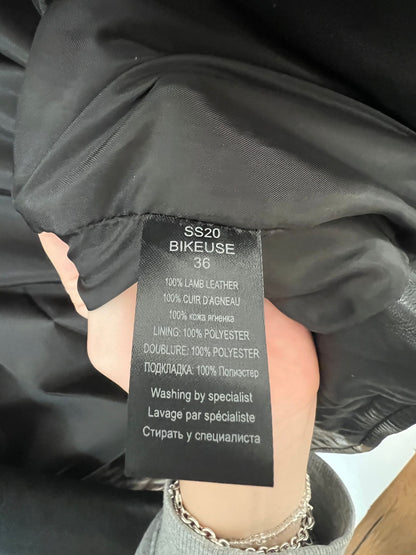 SS20
BIKEUSE
36
100% LAMB LEATHER
100% CUIR D'AGNEAU
100% кожа ягненка
LINING: 100% POLYESTER
DOUBLURE: 100% POLYESTER
ПОДКЛАДКА: 100% Полиэстер
Washing by specialist
Lavage par spécialiste
Стирать у специалиста